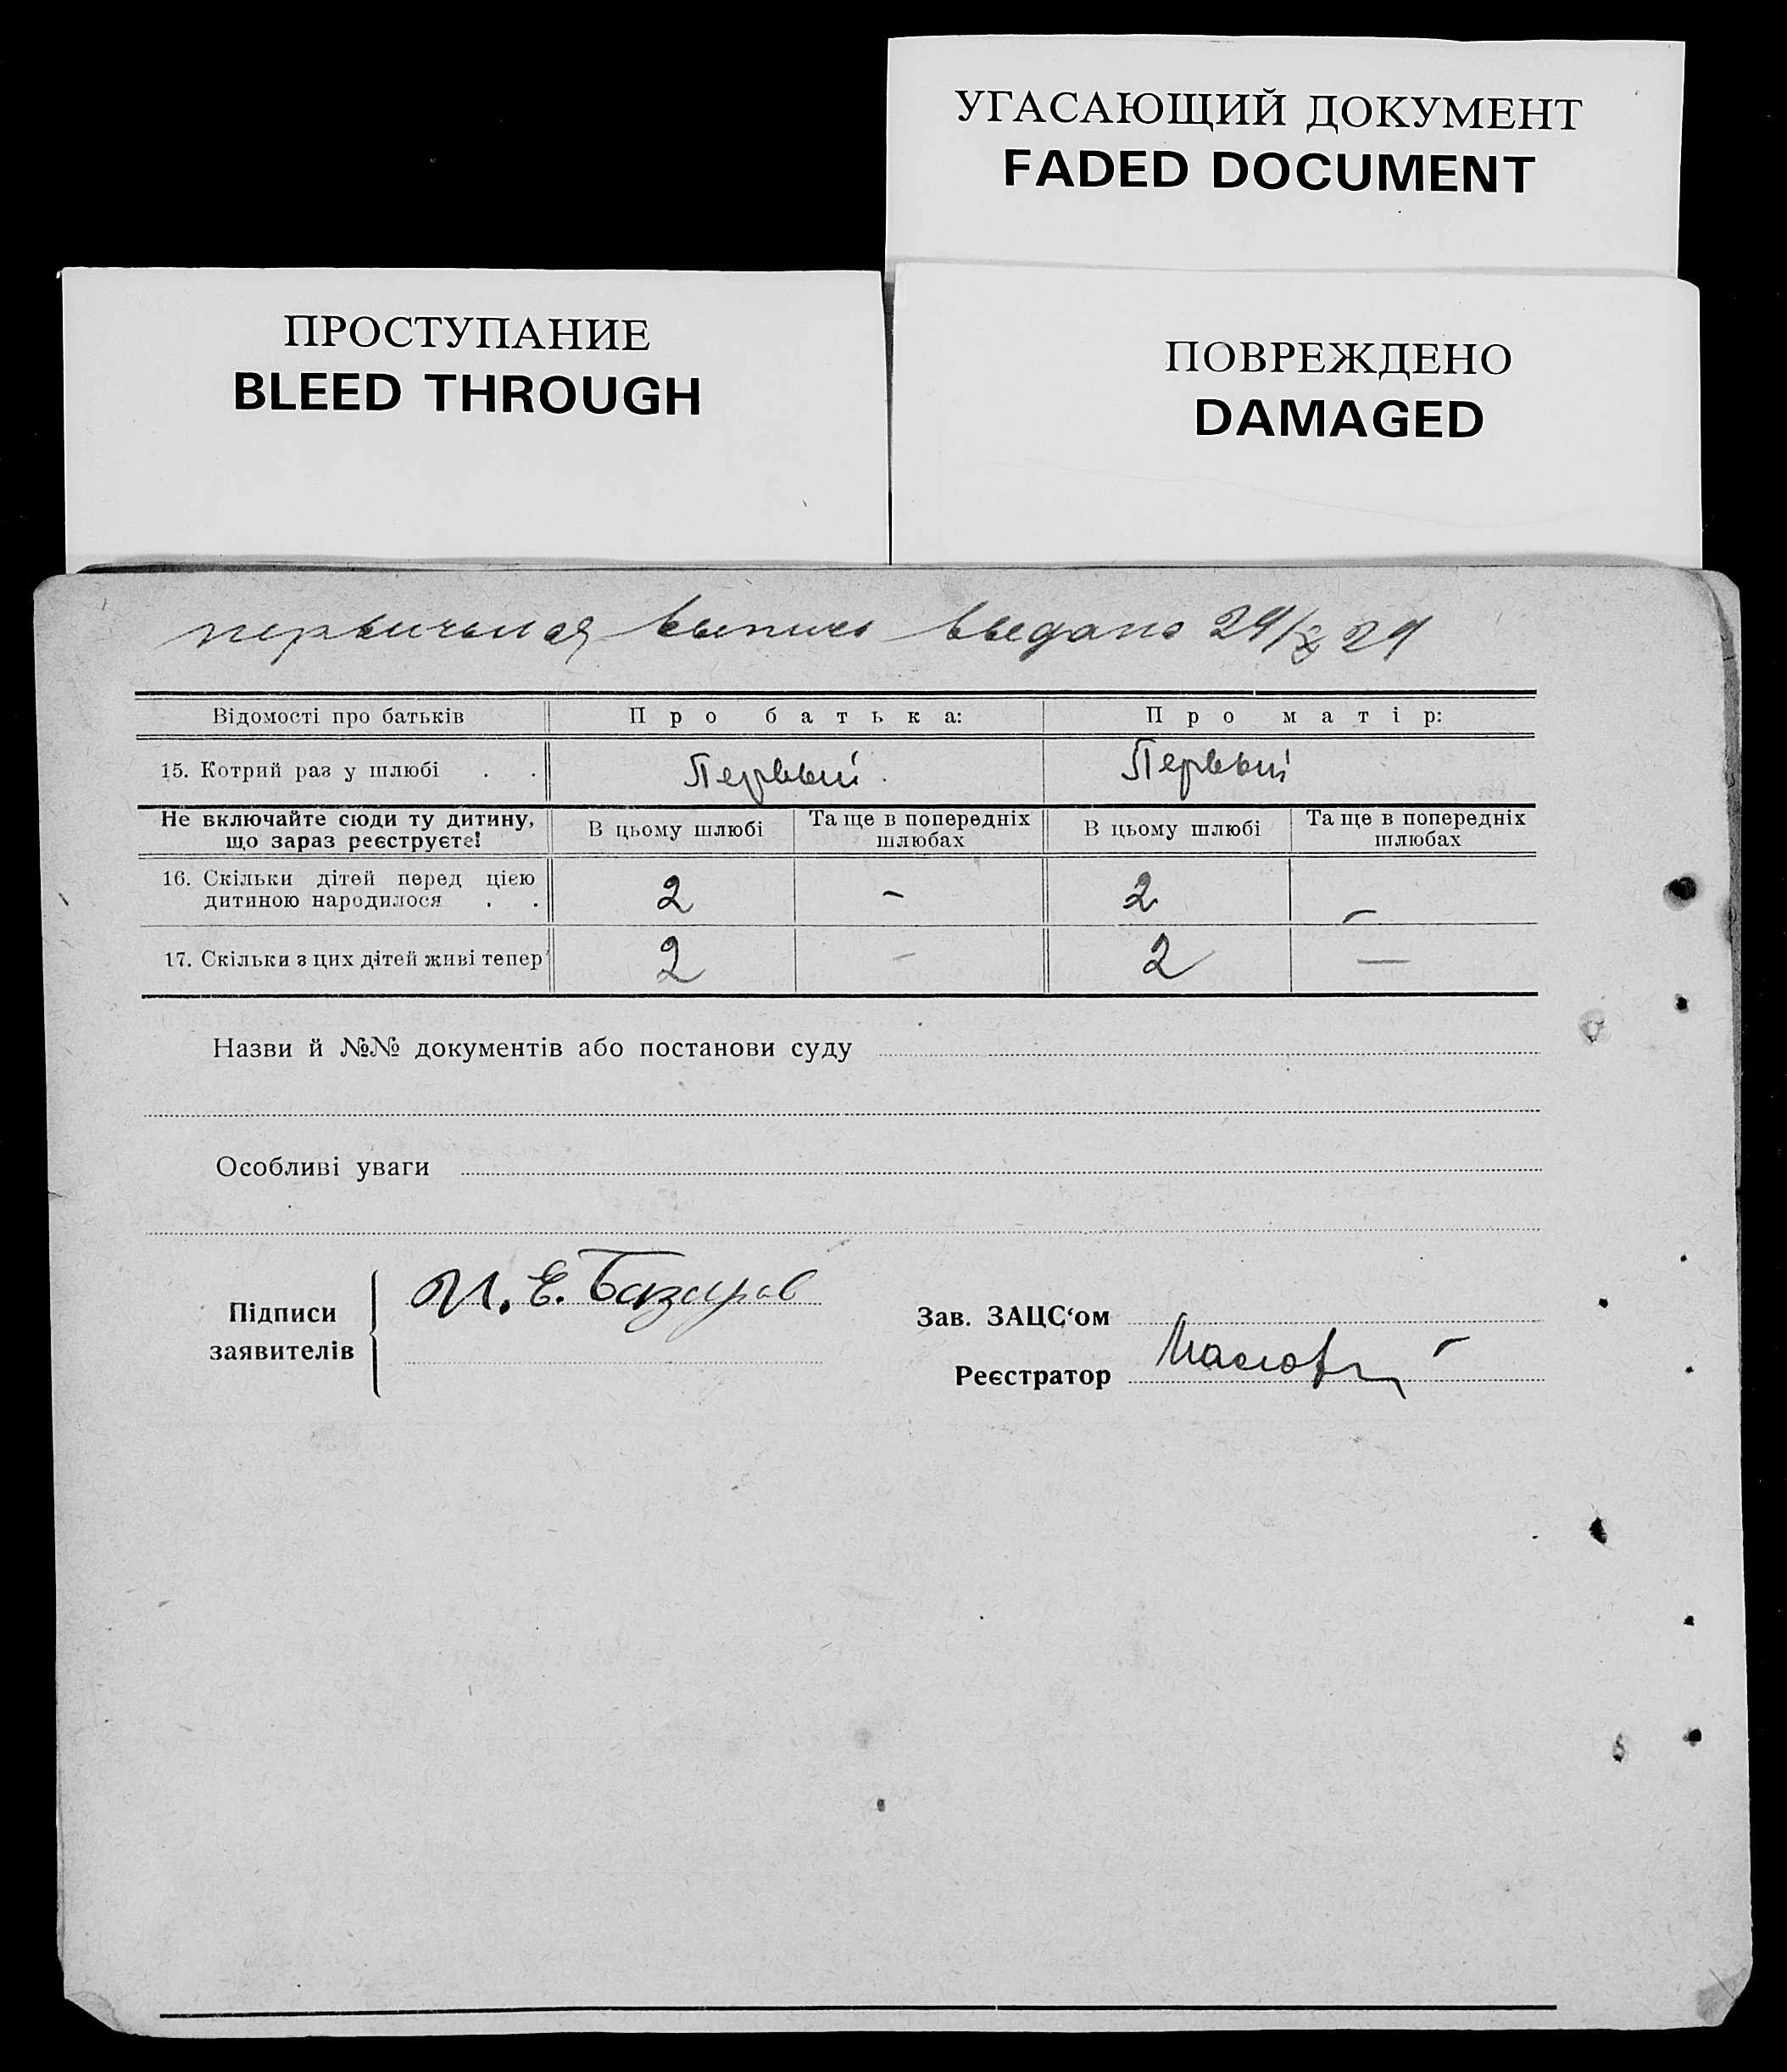 УГАСАЮЩИЙ ДОКУМЕНТ
FADED DOCUMENT
ПРОСТУПАНИЕ
BLEED THROUGH
ПОВРЕЖДЕНО
DAMAGED
первичная выпись выдано 29/X 29
Відомості про батьків Про батька: Про матір:
15. Котрий раз у шлюбі . . Первый. Первый
Не включайте сюди ту дитину, що зараз реєструєте! В цьому шлюбі Та ще в попередніх шлюбах В цьому шлюбі Та ще в попередніх шлюбах
16. Скільки дітей перед цією
дитиною народилося . . 2 - 2 -
17. Скільки з цих дітей живі тепер 2 - 2 —
Назви й №№ документів або постанови суду
Особливі уваги
Підписи
заявителів
И. Е. Базаров
Зав. ЗАЦС‘ом
Реєстратор